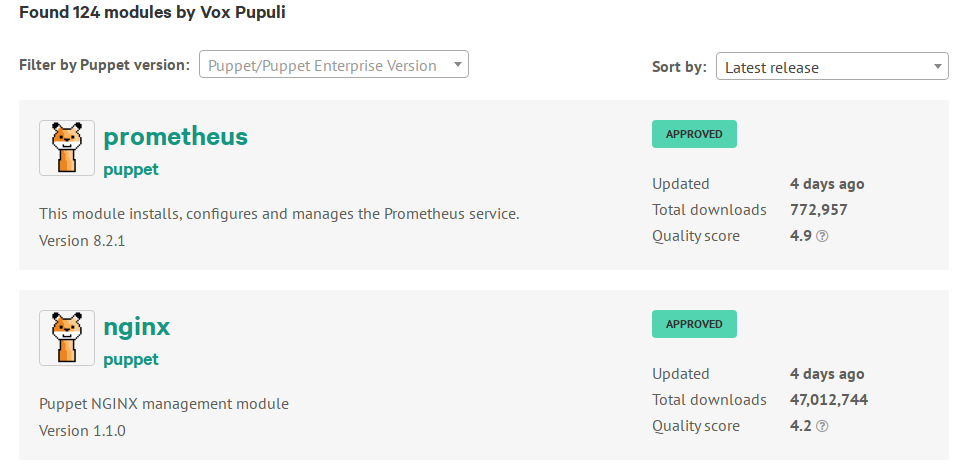 Found 124 modules by Vox Pupuli
Filter by Puppet version: Puppet/Puppet Enterprise Version Sort by: Latest release
prometheus
puppet
This module installs, configures and manages the Prometheus service.
Version 8.2.1
APPROVED
Updated 4 days ago
Total downloads 772,957
Quality score 4.9 ?
nginx
puppet
Puppet NGINX management module
Version 1.1.0
APPROVED
Updated 4 days ago
Total downloads 47,012,744
Quality score 4.2 ?